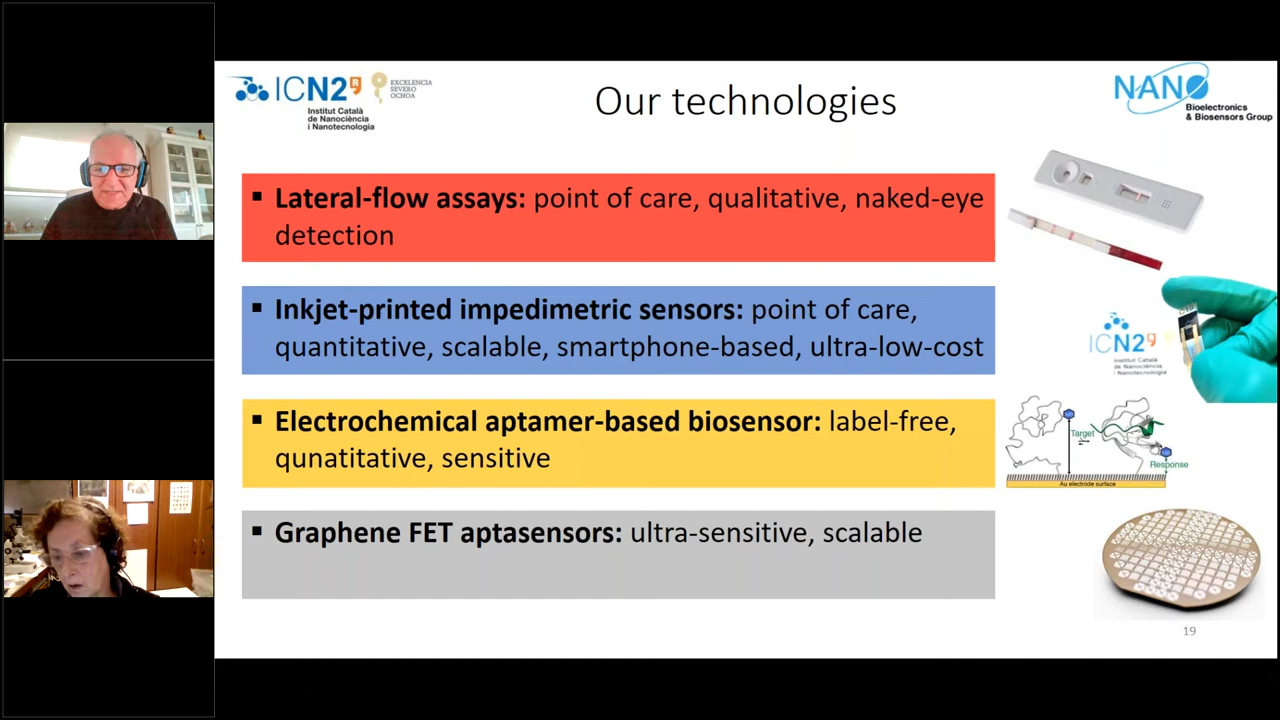 ICN2
EXCELENCIA
SEVERO
OCHOA
Institut Català
de Nanociència
i Nanotecnologia
Our technologies
NANO
Bioelectronics
& Biosensors Group
▪ Lateral-flow assays: point of care, qualitative, naked-eye
detection
▪ Inkjet-printed impedimetric sensors: point of care,
quantitative, scalable, smartphone-based, ultra-low-cost
ICN2
Institut Català
de Nanociència
i Nanotecnologia
▪ Electrochemical aptamer-based biosensor: label-free,
qunatitative, sensitive
Target
Response
Au electrode surface
▪ Graphene FET aptasensors: ultra-sensitive, scalable
19